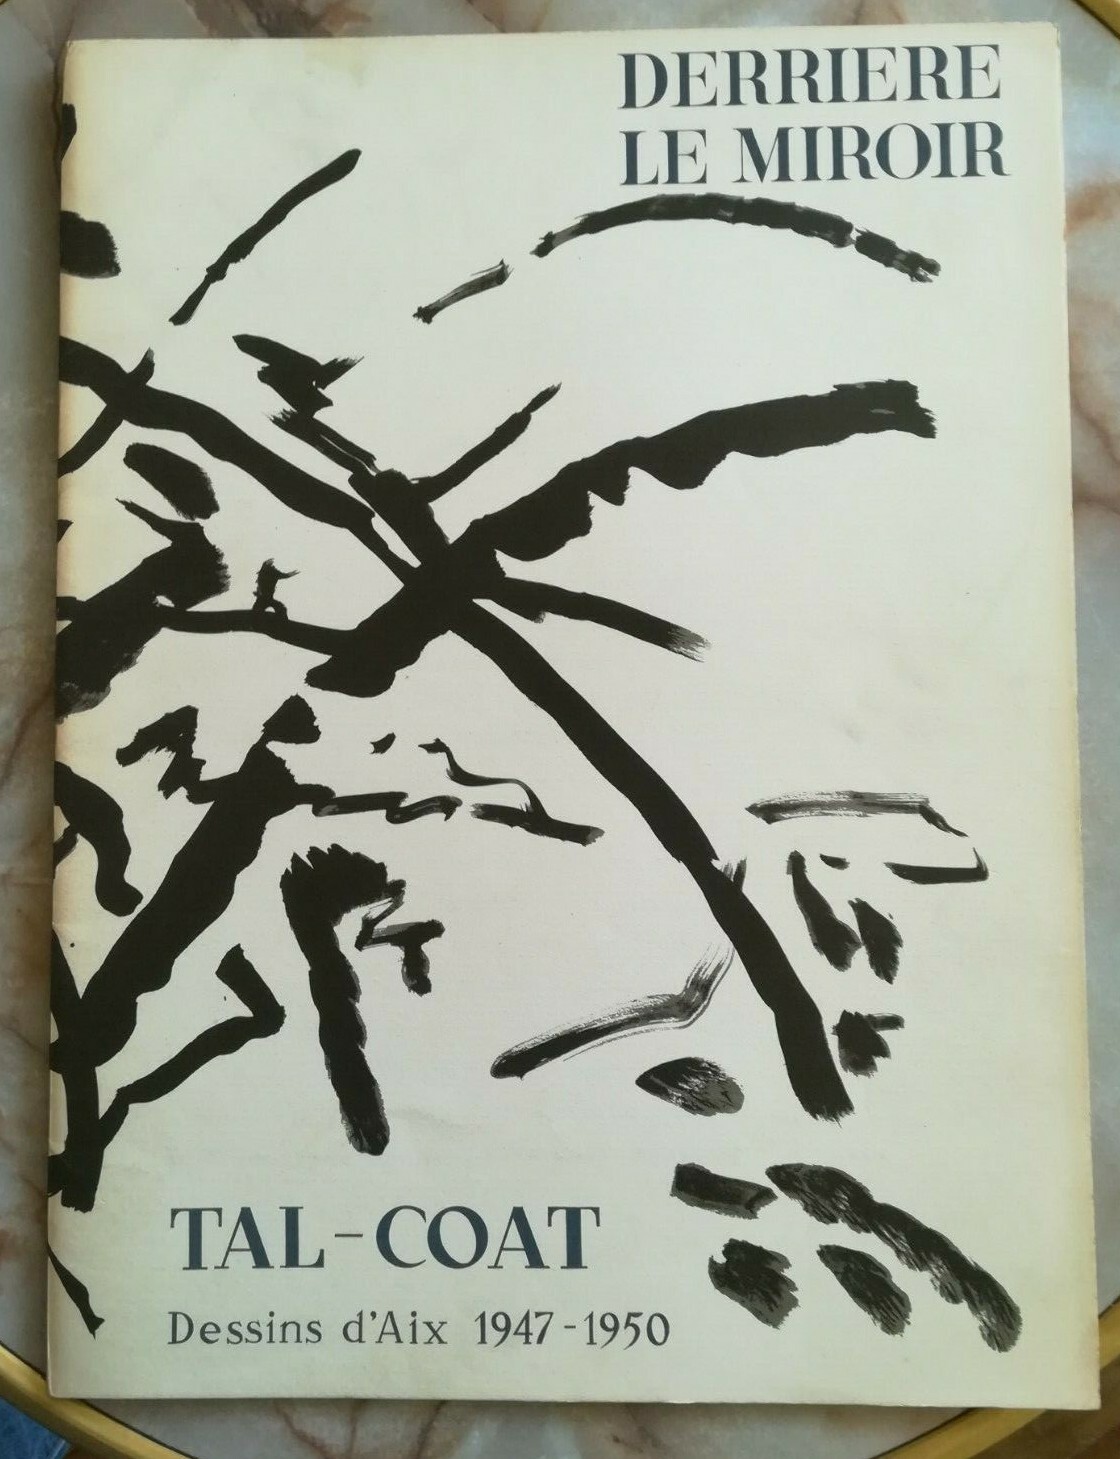 DERRIERE
LE MIROIR
TAL-COAT
Dessins d'Aix 1947-1950